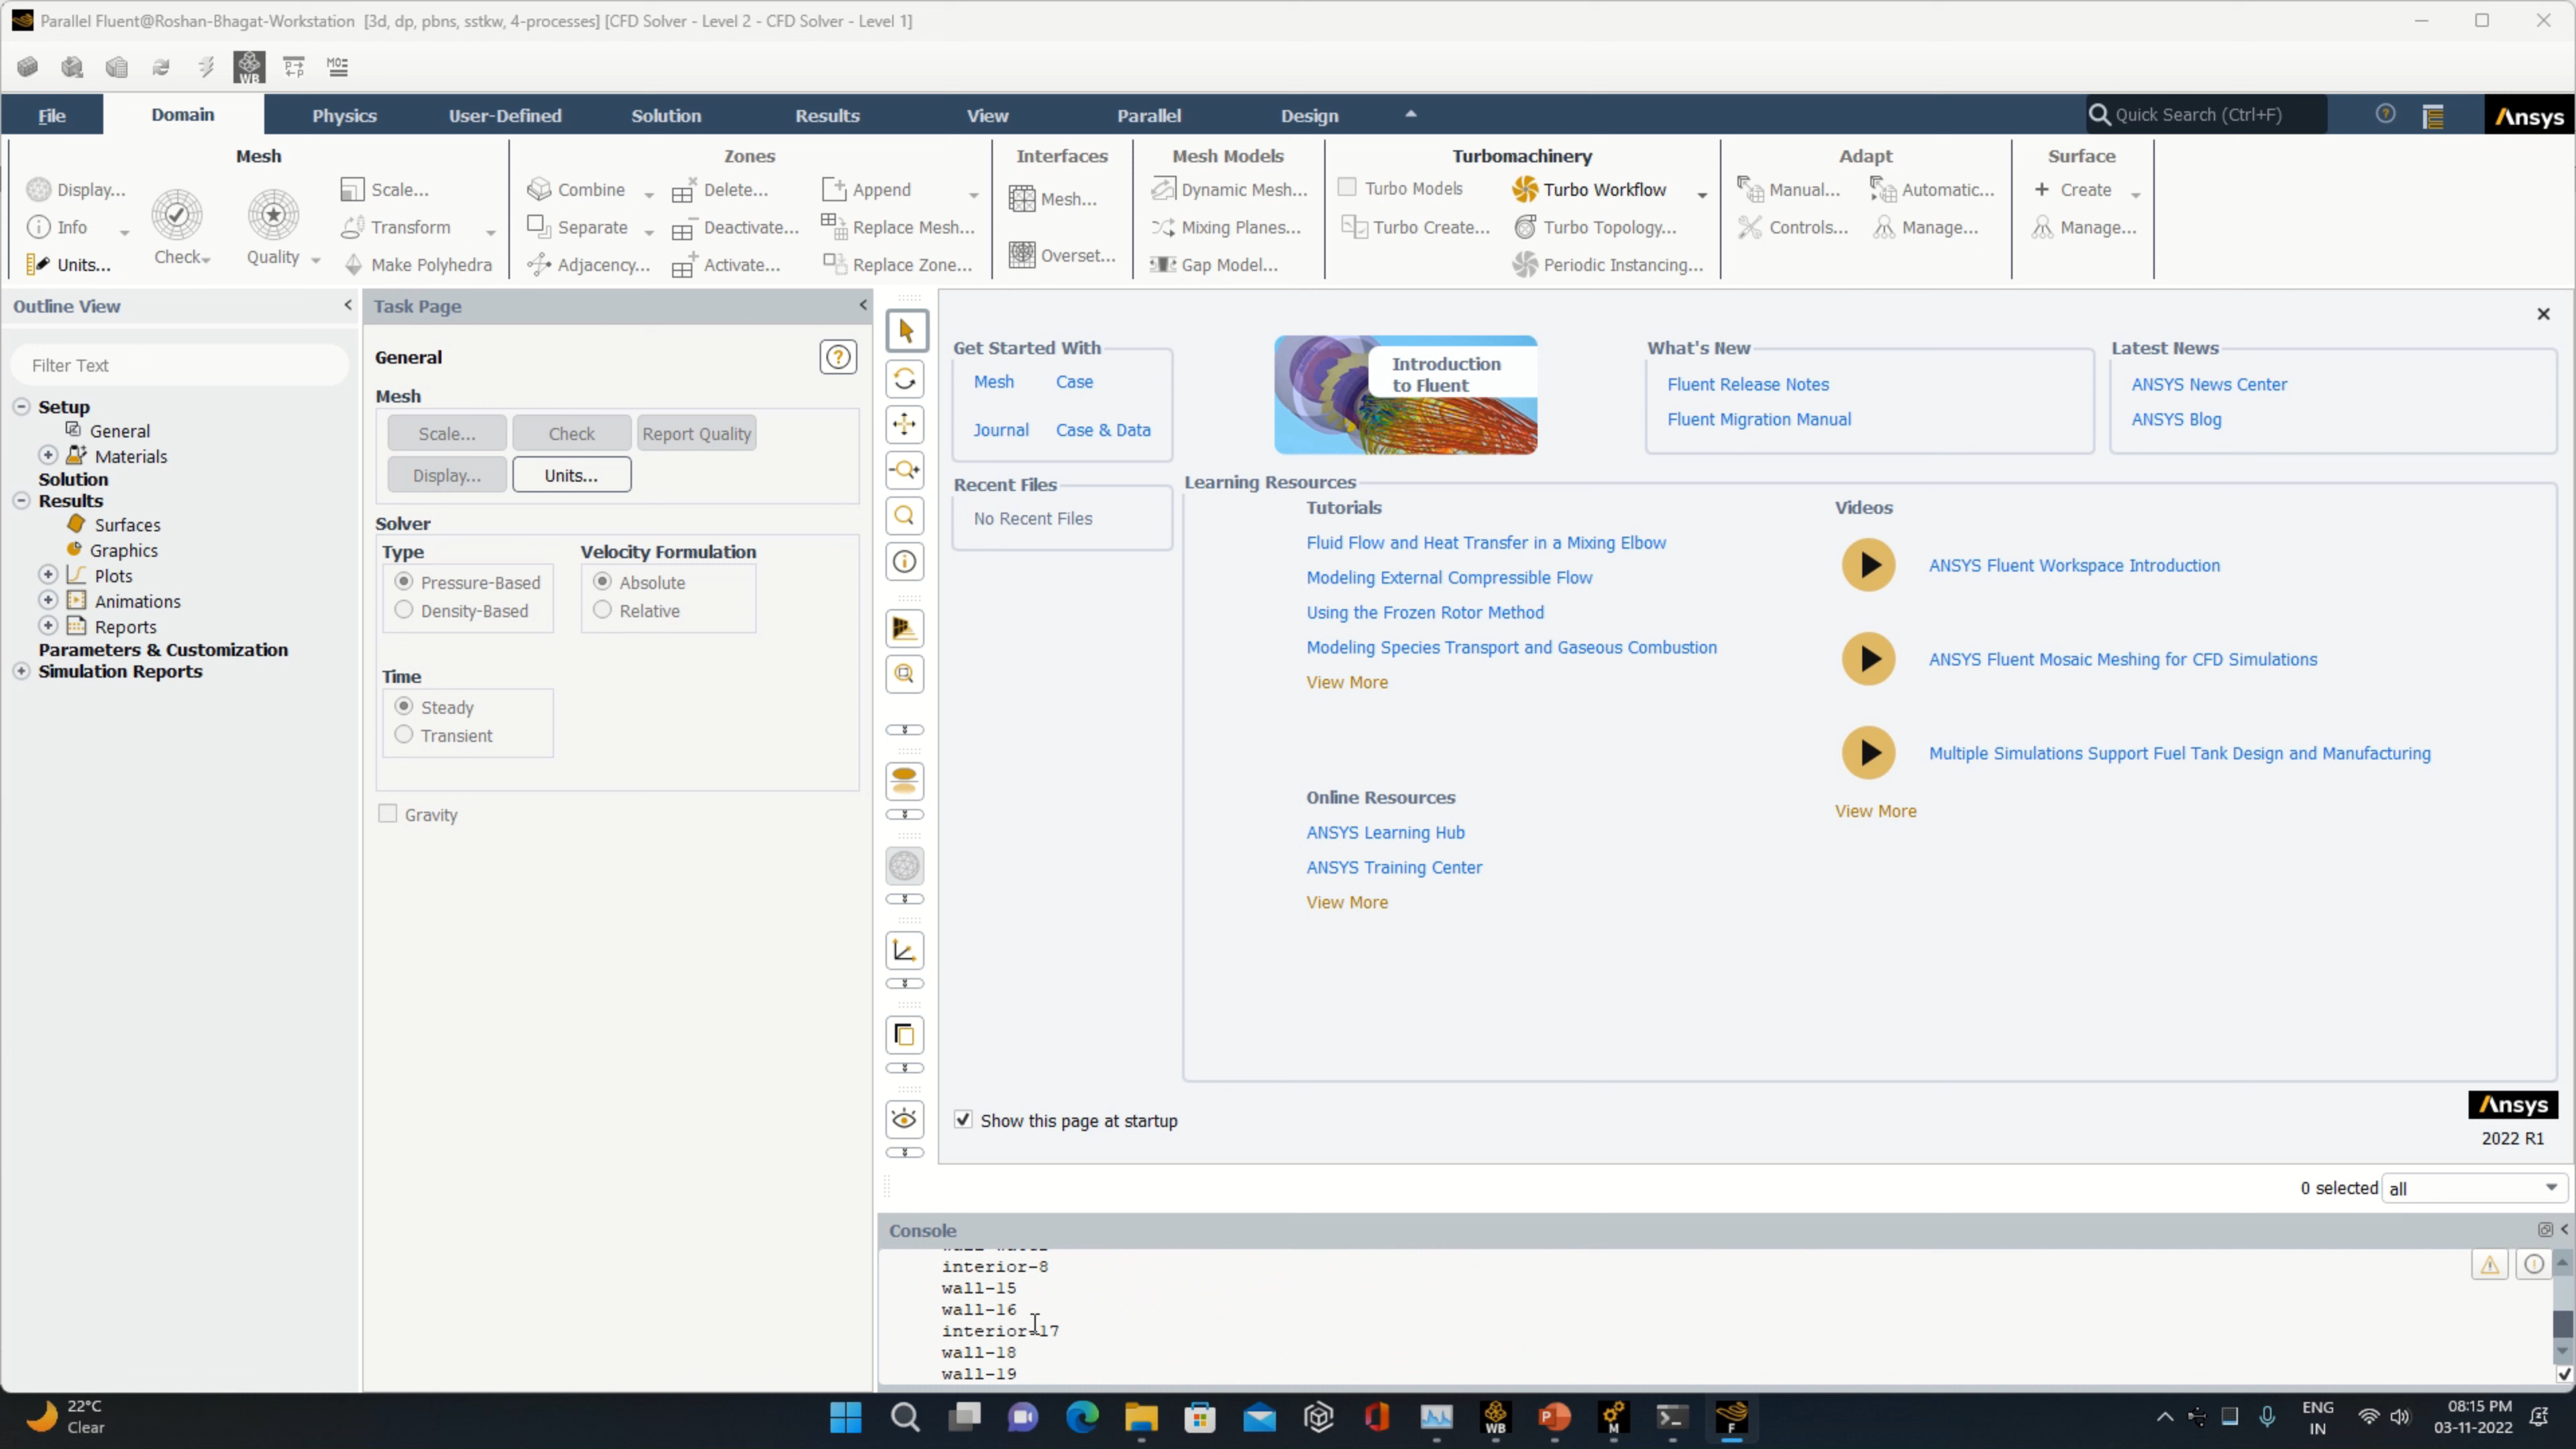 Parallel Fluent@Roshan-Bhagat-Workstation [3d, dp, pbns, sstkw, 4-processes] [CFD Solver - Level 2 - CFD Solver - Level 1]
WB
File Domain Physics User-Defined Solution Results View Parallel Design Quick Search (Ctrl+F) Ansys
Mesh Zones Interfaces Mesh Models Turbomachinery Adapt Surface
Display... Scale... Combine Delete... Append Mesh... Dynamic Mesh... Turbo Models Turbo Workflow Manual... Automatic... Create
Info Transform Separate Deactivate... Replace Mesh... Mixing Planes... Turbo Create... Turbo Topology... Controls... Manage... Manage...
Units... Check Quality Make Polyhedra Adjacency... Activate... Replace Zone... Overset... Gap Model... Periodic Instancing...
Outline View
Filter Text
Setup
General
Materials
Solution
Results
Surfaces
Graphics
Plots
Animations
Reports
Parameters & Customization
Simulation Reports
Task Page
General
Mesh
Scale... Check Report Quality
Display... Units...
Solver
Type Velocity Formulation
Pressure-Based Absolute
Density-Based Relative
Time
Steady
Transient
Gravity
Get Started With
Mesh Case
Journal Case & Data
Recent Files
No Recent Files
Introduction
to Fluent
What's New
Fluent Release Notes
Fluent Migration Manual
Latest News
ANSYS News Center
ANSYS Blog
Learning Resources
Tutorials
Fluid Flow and Heat Transfer in a Mixing Elbow
Modeling External Compressible Flow
Using the Frozen Rotor Method
Modeling Species Transport and Gaseous Combustion
View More
Online Resources
ANSYS Learning Hub
ANSYS Training Center
View More
Videos
ANSYS Fluent Workspace Introduction
ANSYS Fluent Mosaic Meshing for CFD Simulations
Multiple Simulations Support Fuel Tank Design and Manufacturing
View More
Show this page at startup
Ansys
2022 R1
0 selected all
Console
interior-8
wall-15
wall-16
interior-17
wall-18
wall-19
22°C
Clear
WB
M
F
ENG
IN
08:15 PM
03-11-2022